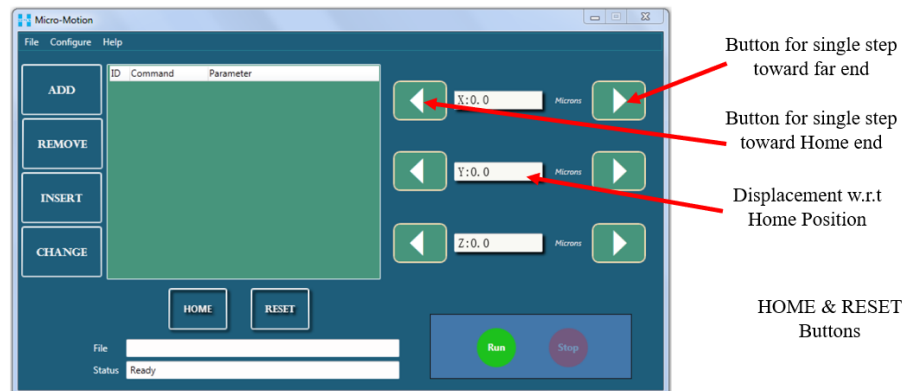 Micro-Motion
File Configure Help
ID Command Parameter
ADD
REMOVE
INSERT
CHANGE
X:0.0 Microns
Y:0.0 Microns
Z:0.0 Microns
HOME RESET
File
Status Ready
Run Stop
Button for single step
toward far end
Button for single step
toward Home end
Displacement w.r.t
Home Position
HOME & RESET
Buttons